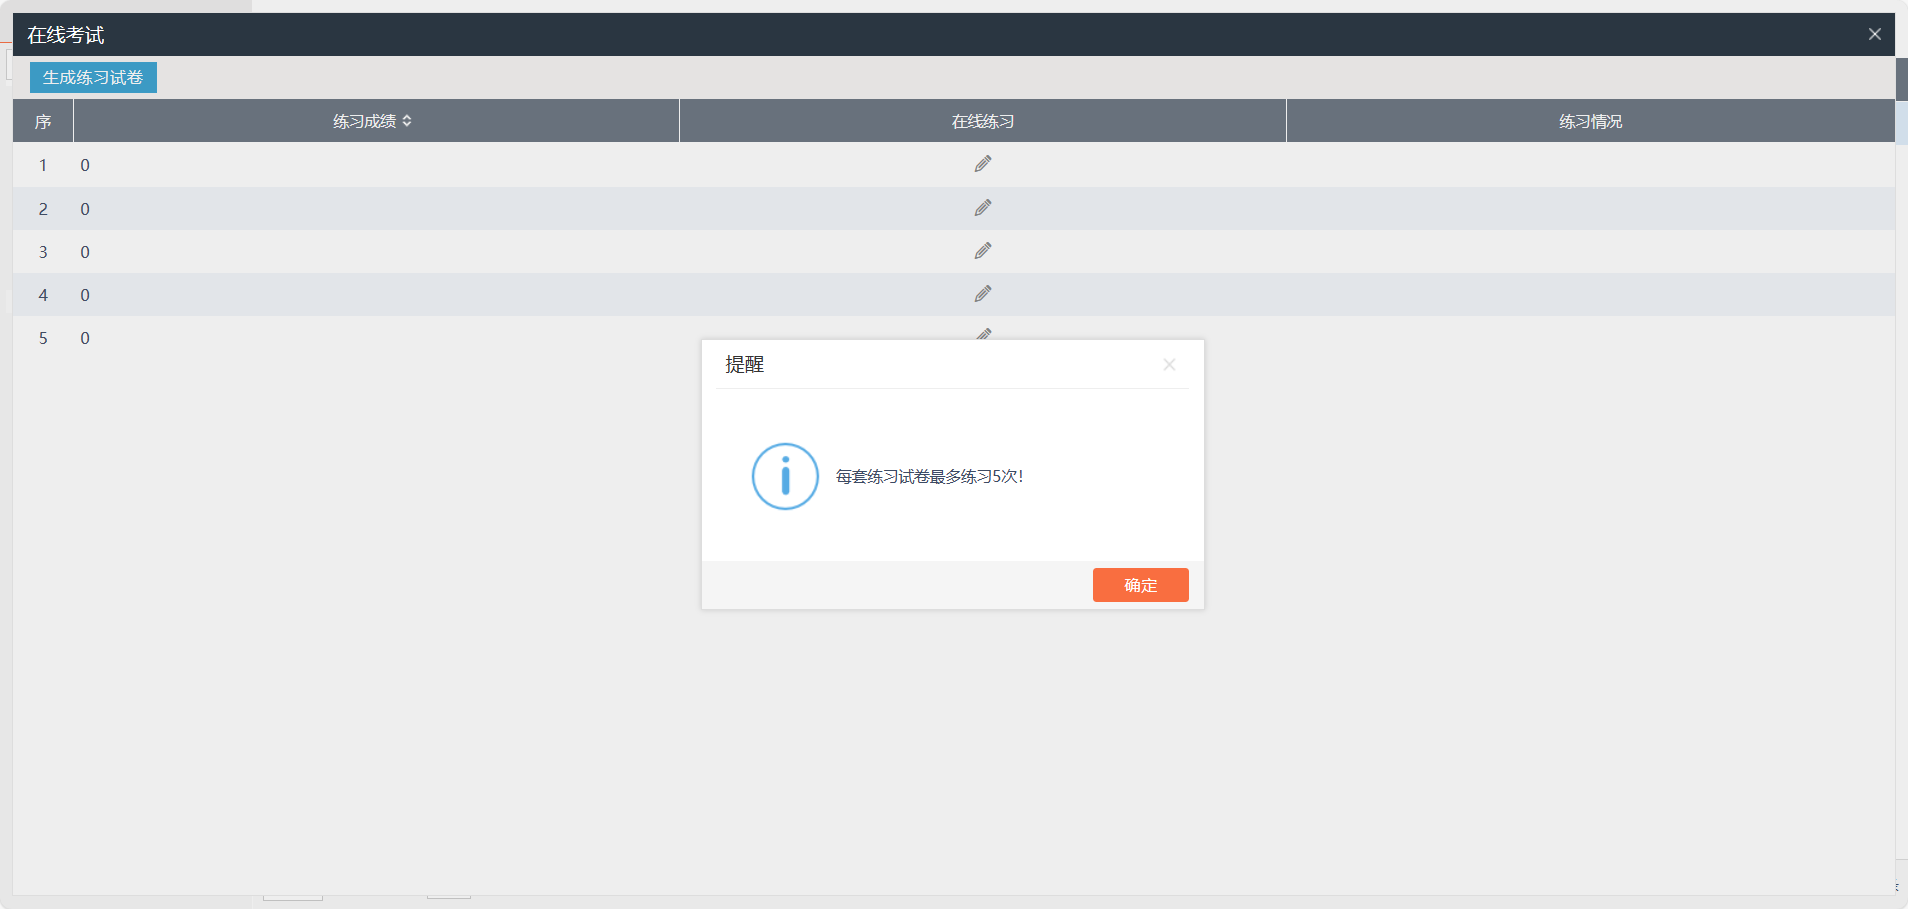 在线考试
生成练习试卷
序 练习成绩 在线练习 练习情况
1 0
2 0
3 0
4 0
5 0
提醒
每套练习试卷最多练习5次!
确定